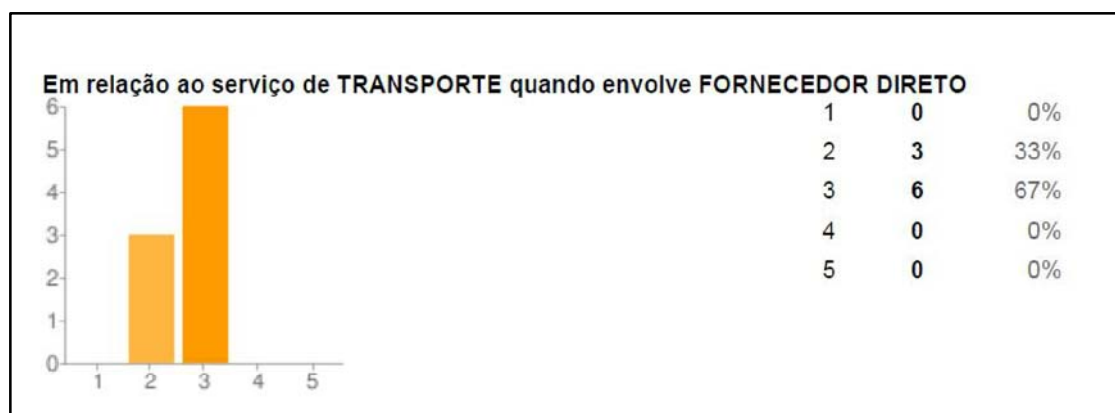 Em relação ao serviço de TRANSPORTE quando envolve FORNECEDOR DIRETO
6
5
4
3
2
1
0
1 2 3 4 5
1 0 0%
2 3 33%
3 6 67%
4 0 0%
5 0 0%